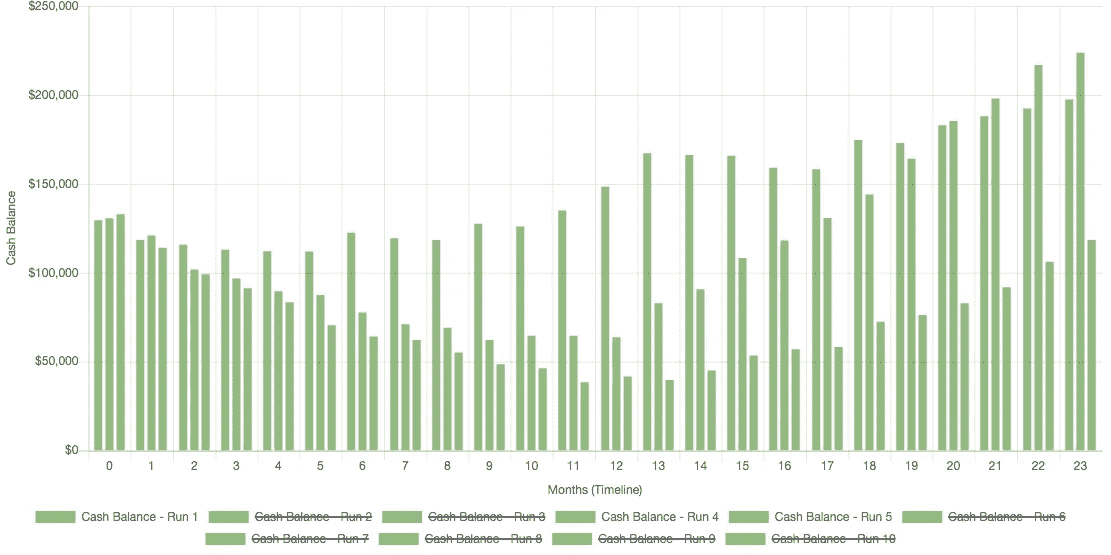 $250,000
$200,000
$150,000
$100,000
$50,000
$0
Cash Balance
0 1 2 3 4 5 6 7 8 9 10 11 12 13 14 15 16 17 18 19 20 21 22 23
Months (Timeline)
Cash Balance - Run 1 Cash Balance - Run 2 Cash Balance - Run 3 Cash Balance - Run 4 Cash Balance - Run 5 Cash Balance - Run 6
Cash Balance - Run 7 Cash Balance - Run 8 Cash Balance - Run 9 Cash Balance - Run 10